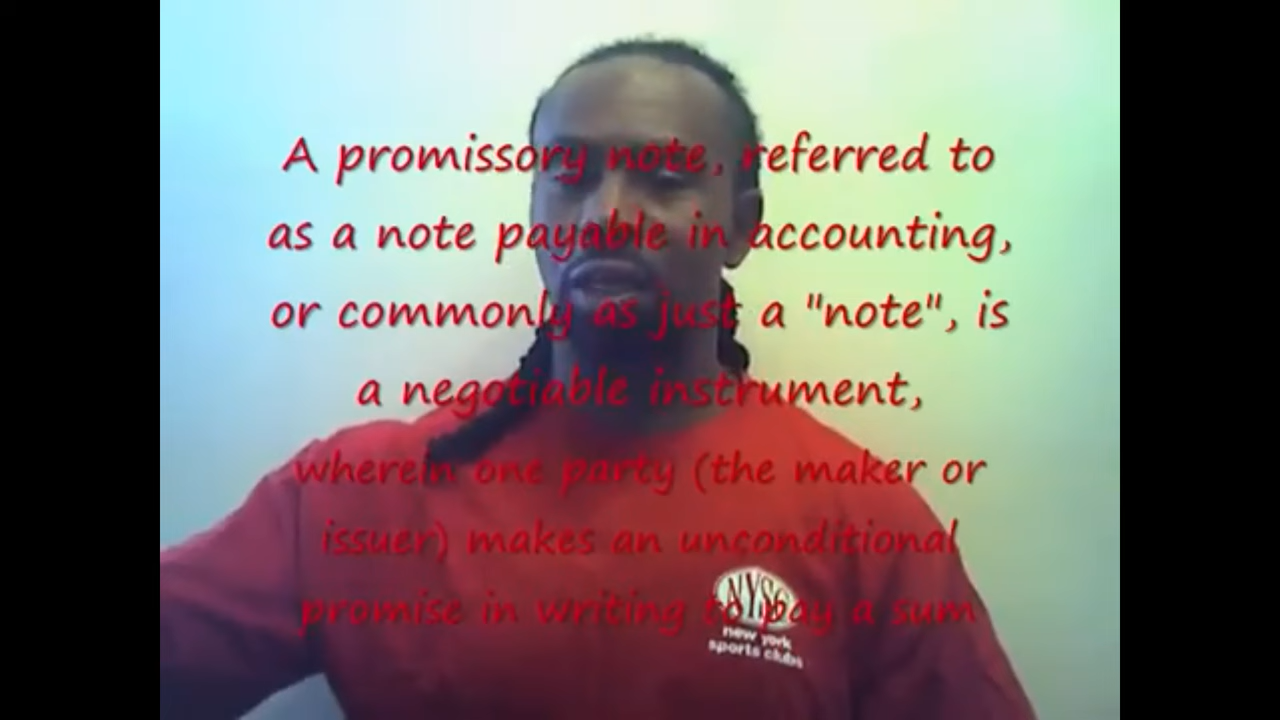 A promissory note, referred to
as a note payable in accounting,
or commonly as just a "note", is
a negotiable instrument,
wherein one party (the maker or
issuer) makes an unconditional
promise in writing to pay a sum
NYSC
new york
sports clubs